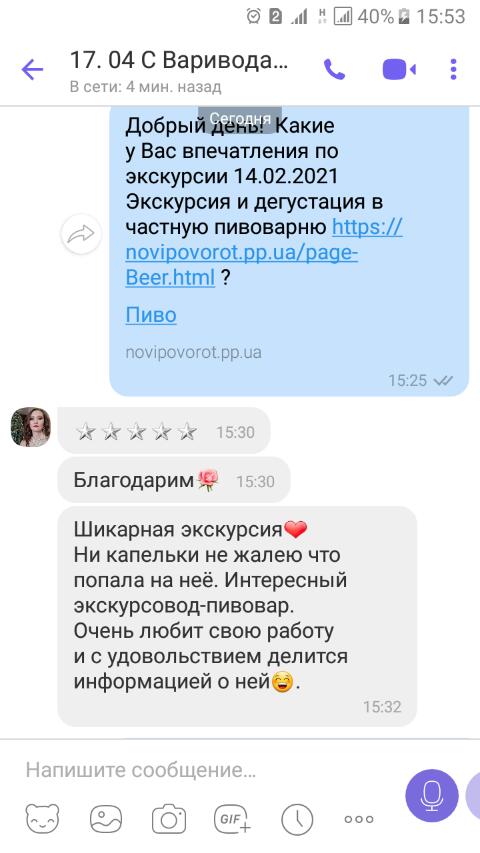 40% 15:53
17. 04 С Варивода...
В сети: 4 мин. назад
Сегодня
Добрый день! Какие
у Вас впечатления по
экскурсии 14.02.2021
Экскурсия и дегустация в
частную пивоварню https://
novipovorot.pp.ua/page-
Beer.html ?
Пиво
novipovorot.pp.ua
15:25
15:30
Благодарим🌹 15:30
Шикарная экскурсия❤
Ни капельки не жалею что
попала на неё. Интересный
экскурсовод-пивовар.
Очень любит свою работу
и с удовольствием делится
информацией о ней😁.
15:32
Напишите сообщение...
GIF